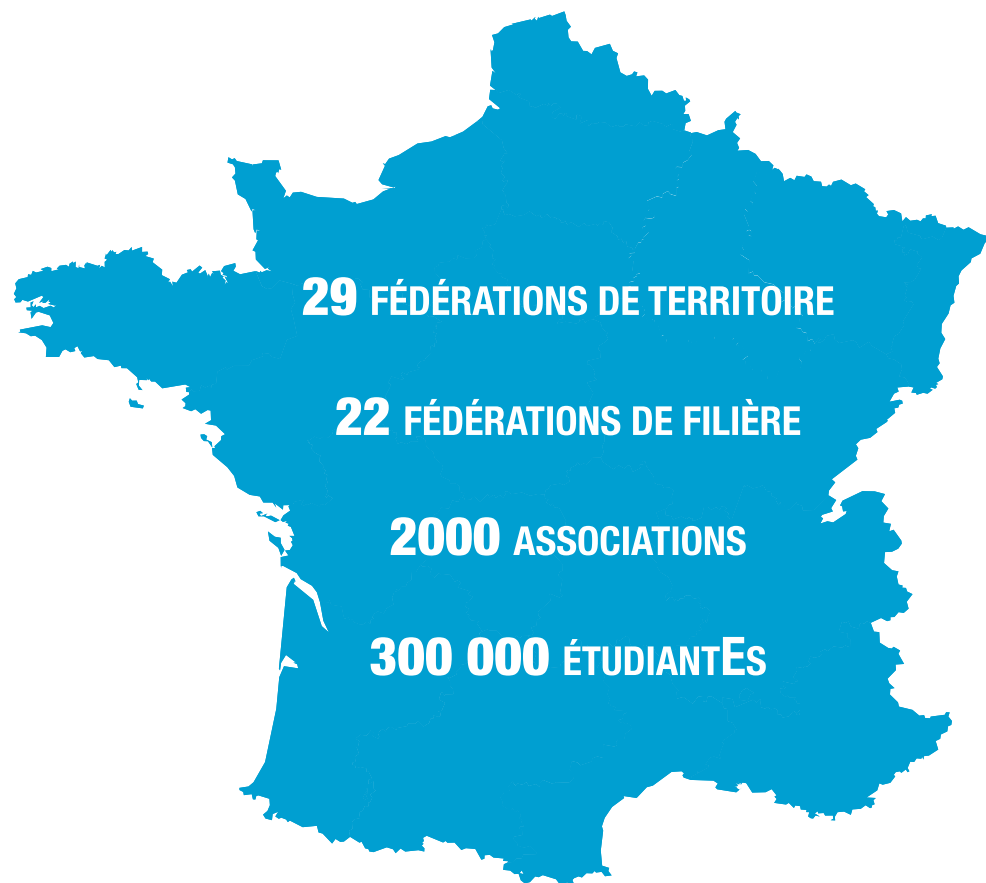 29 FÉDÉRATIONS DE TERRITOIRE
22 FÉDÉRATIONS DE FILIÈRE
2000 ASSOCIATIONS
300 000 ÉTUDIANTES